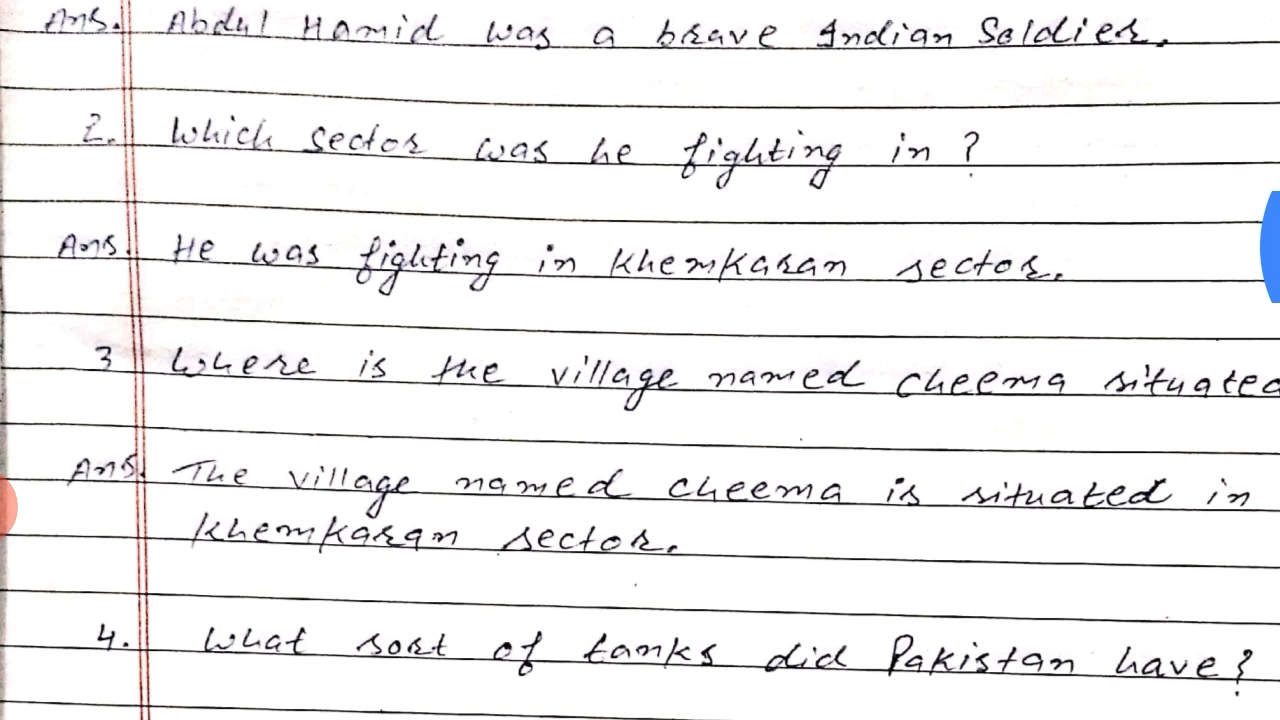 Ans. Abdul Hamid was a brave Indian Soldier.
2. Which sector was he fighting in ?
Ans. He was fighting in Khemkaran sector.
3 Where is the village named cheema situated
Ans. The village named cheema is situated in
Khemkaran sector.
4. What sort of tanks did Pakistan have?